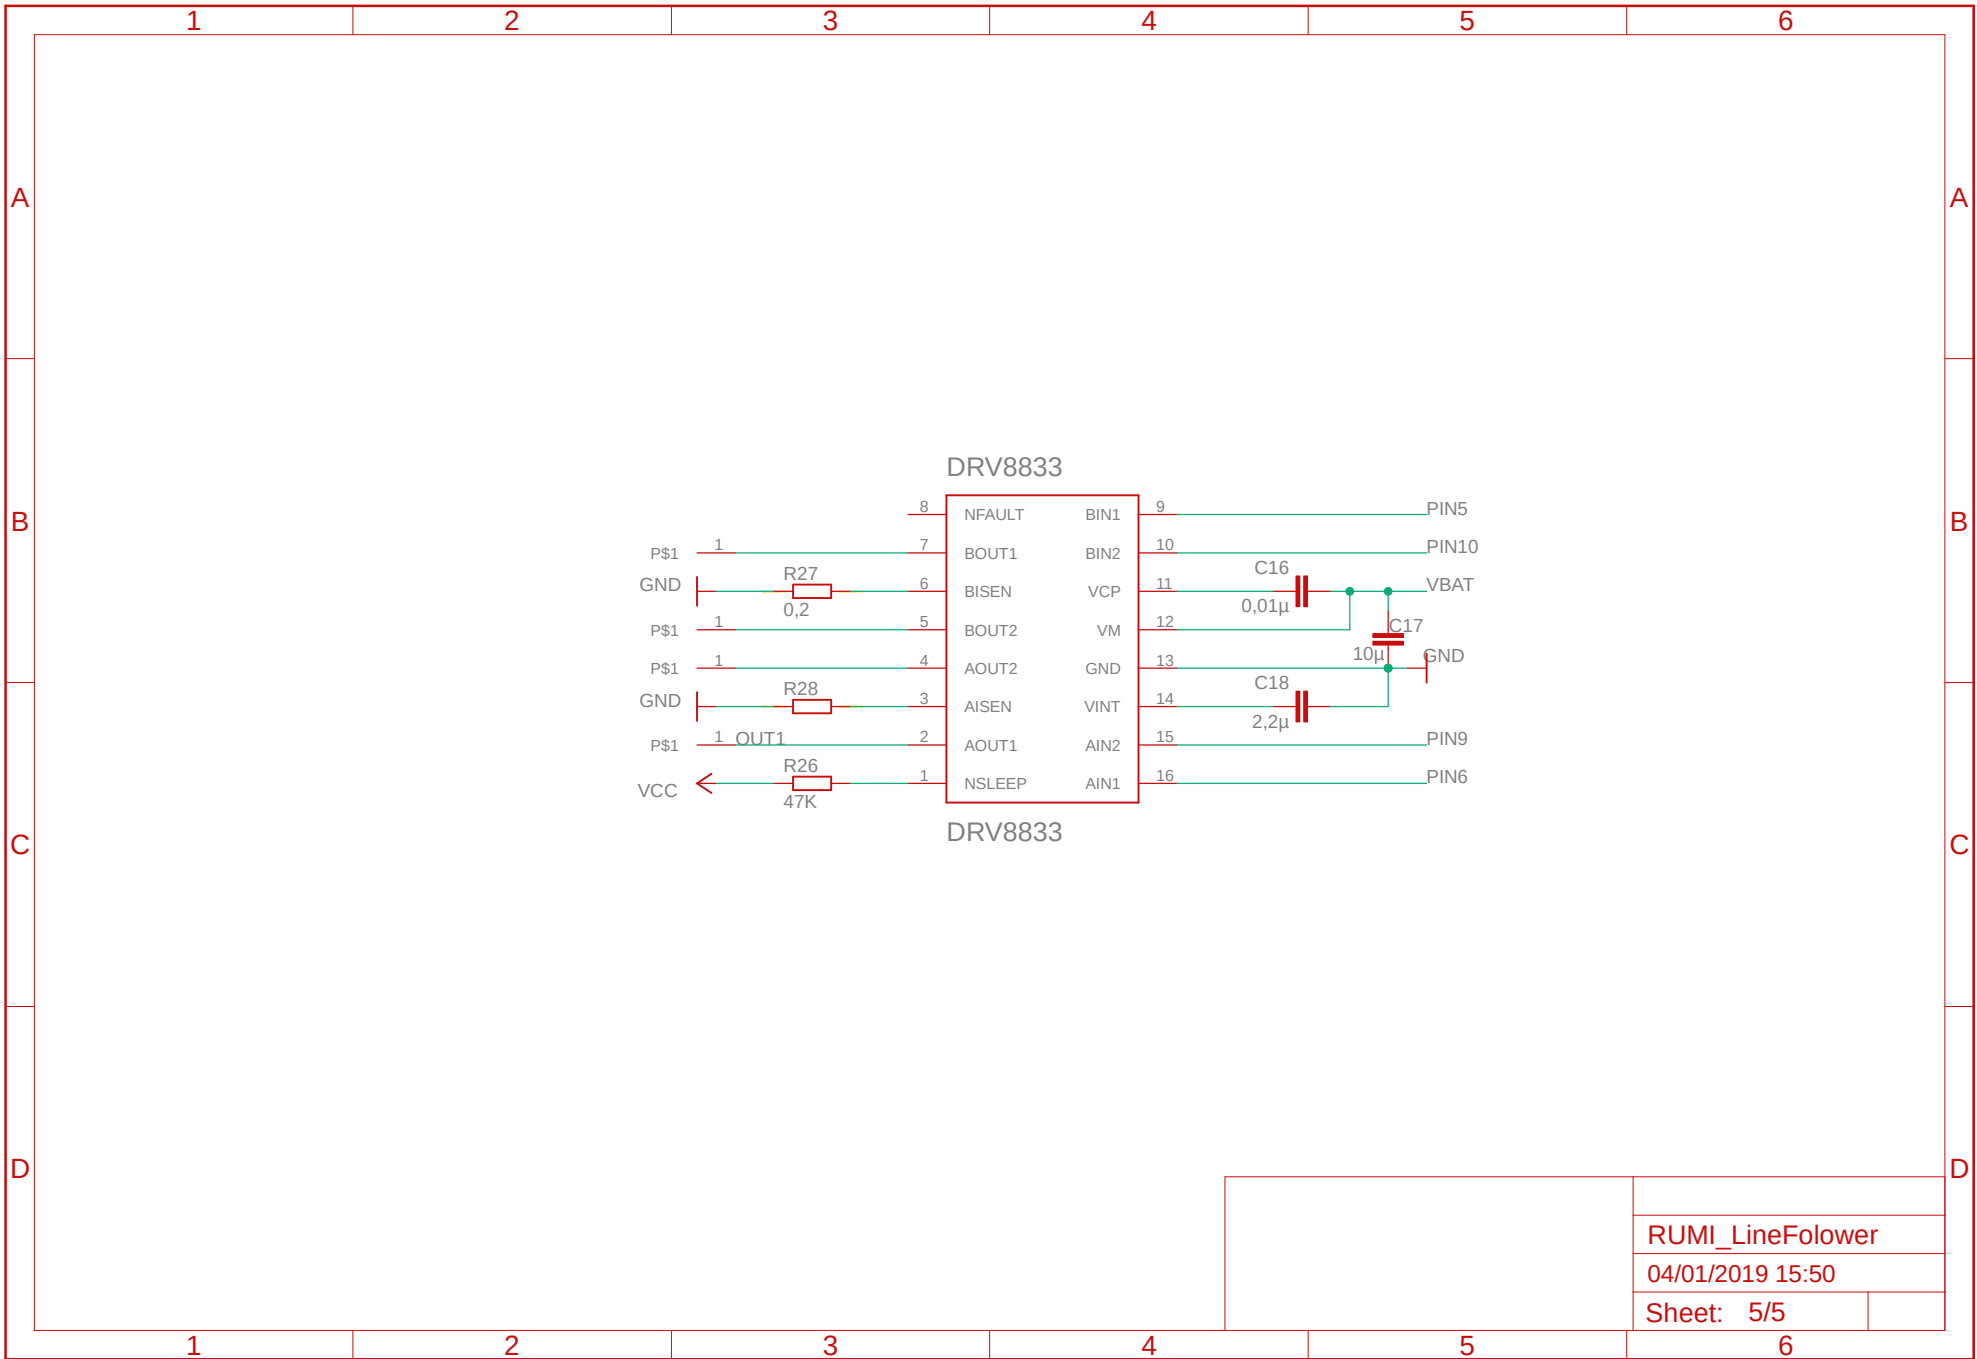 1 2 3 4 5 6
A A
DRV8833
B B
8 NFAULT BIN1 9 PIN5
P$1 1 7 BOUT1 BIN2 10 PIN10
GND R27 0,2 6 BISEN VCP 11 C16 0,01µ VBAT
P$1 1 5 BOUT2 VM 12 C17 10µ
P$1 1 4 AOUT2 GND 13 GND
GND R28 3 AISEN VINT 14 C18 2,2µ
P$1 1 OUT1 2 AOUT1 AIN2 15 PIN9
VCC R26 47K 1 NSLEEP AIN1 16 PIN6
DRV8833
C C
D D
RUMI_LineFolower
04/01/2019 15:50
Sheet: 5/5
1 2 3 4 5 6